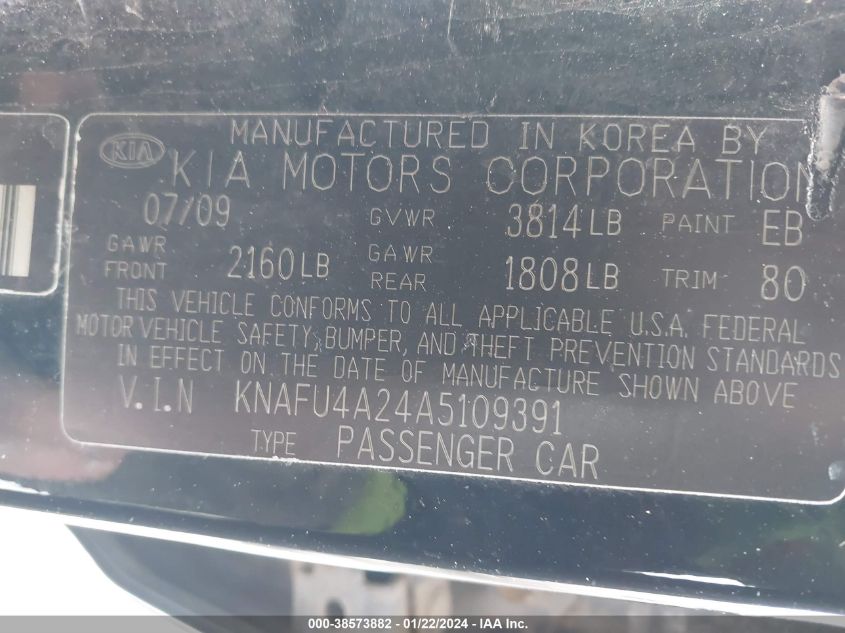 MANUFACTURED IN KOREA BY
KIA KIA MOTORS CORPORATION
07/09 GVWR 3814LB PAINT EB
GAWR FRONT 2160LB GAWR REAR 1808LB TRIM 80
THIS VEHICLE CONFORMS TO ALL APPLICABLE U.S.A. FEDERAL
MOTOR VEHICLE SAFETY, BUMPER, AND THEFT PREVENTION STANDARDS
IN EFFECT ON THE DATE OF MANUFACTURE SHOWN ABOVE
V.I.N KNAFU4A24A5109391
TYPE PASSENGER CAR
000-38573882 - 01/22/2024 - IAA Inc.